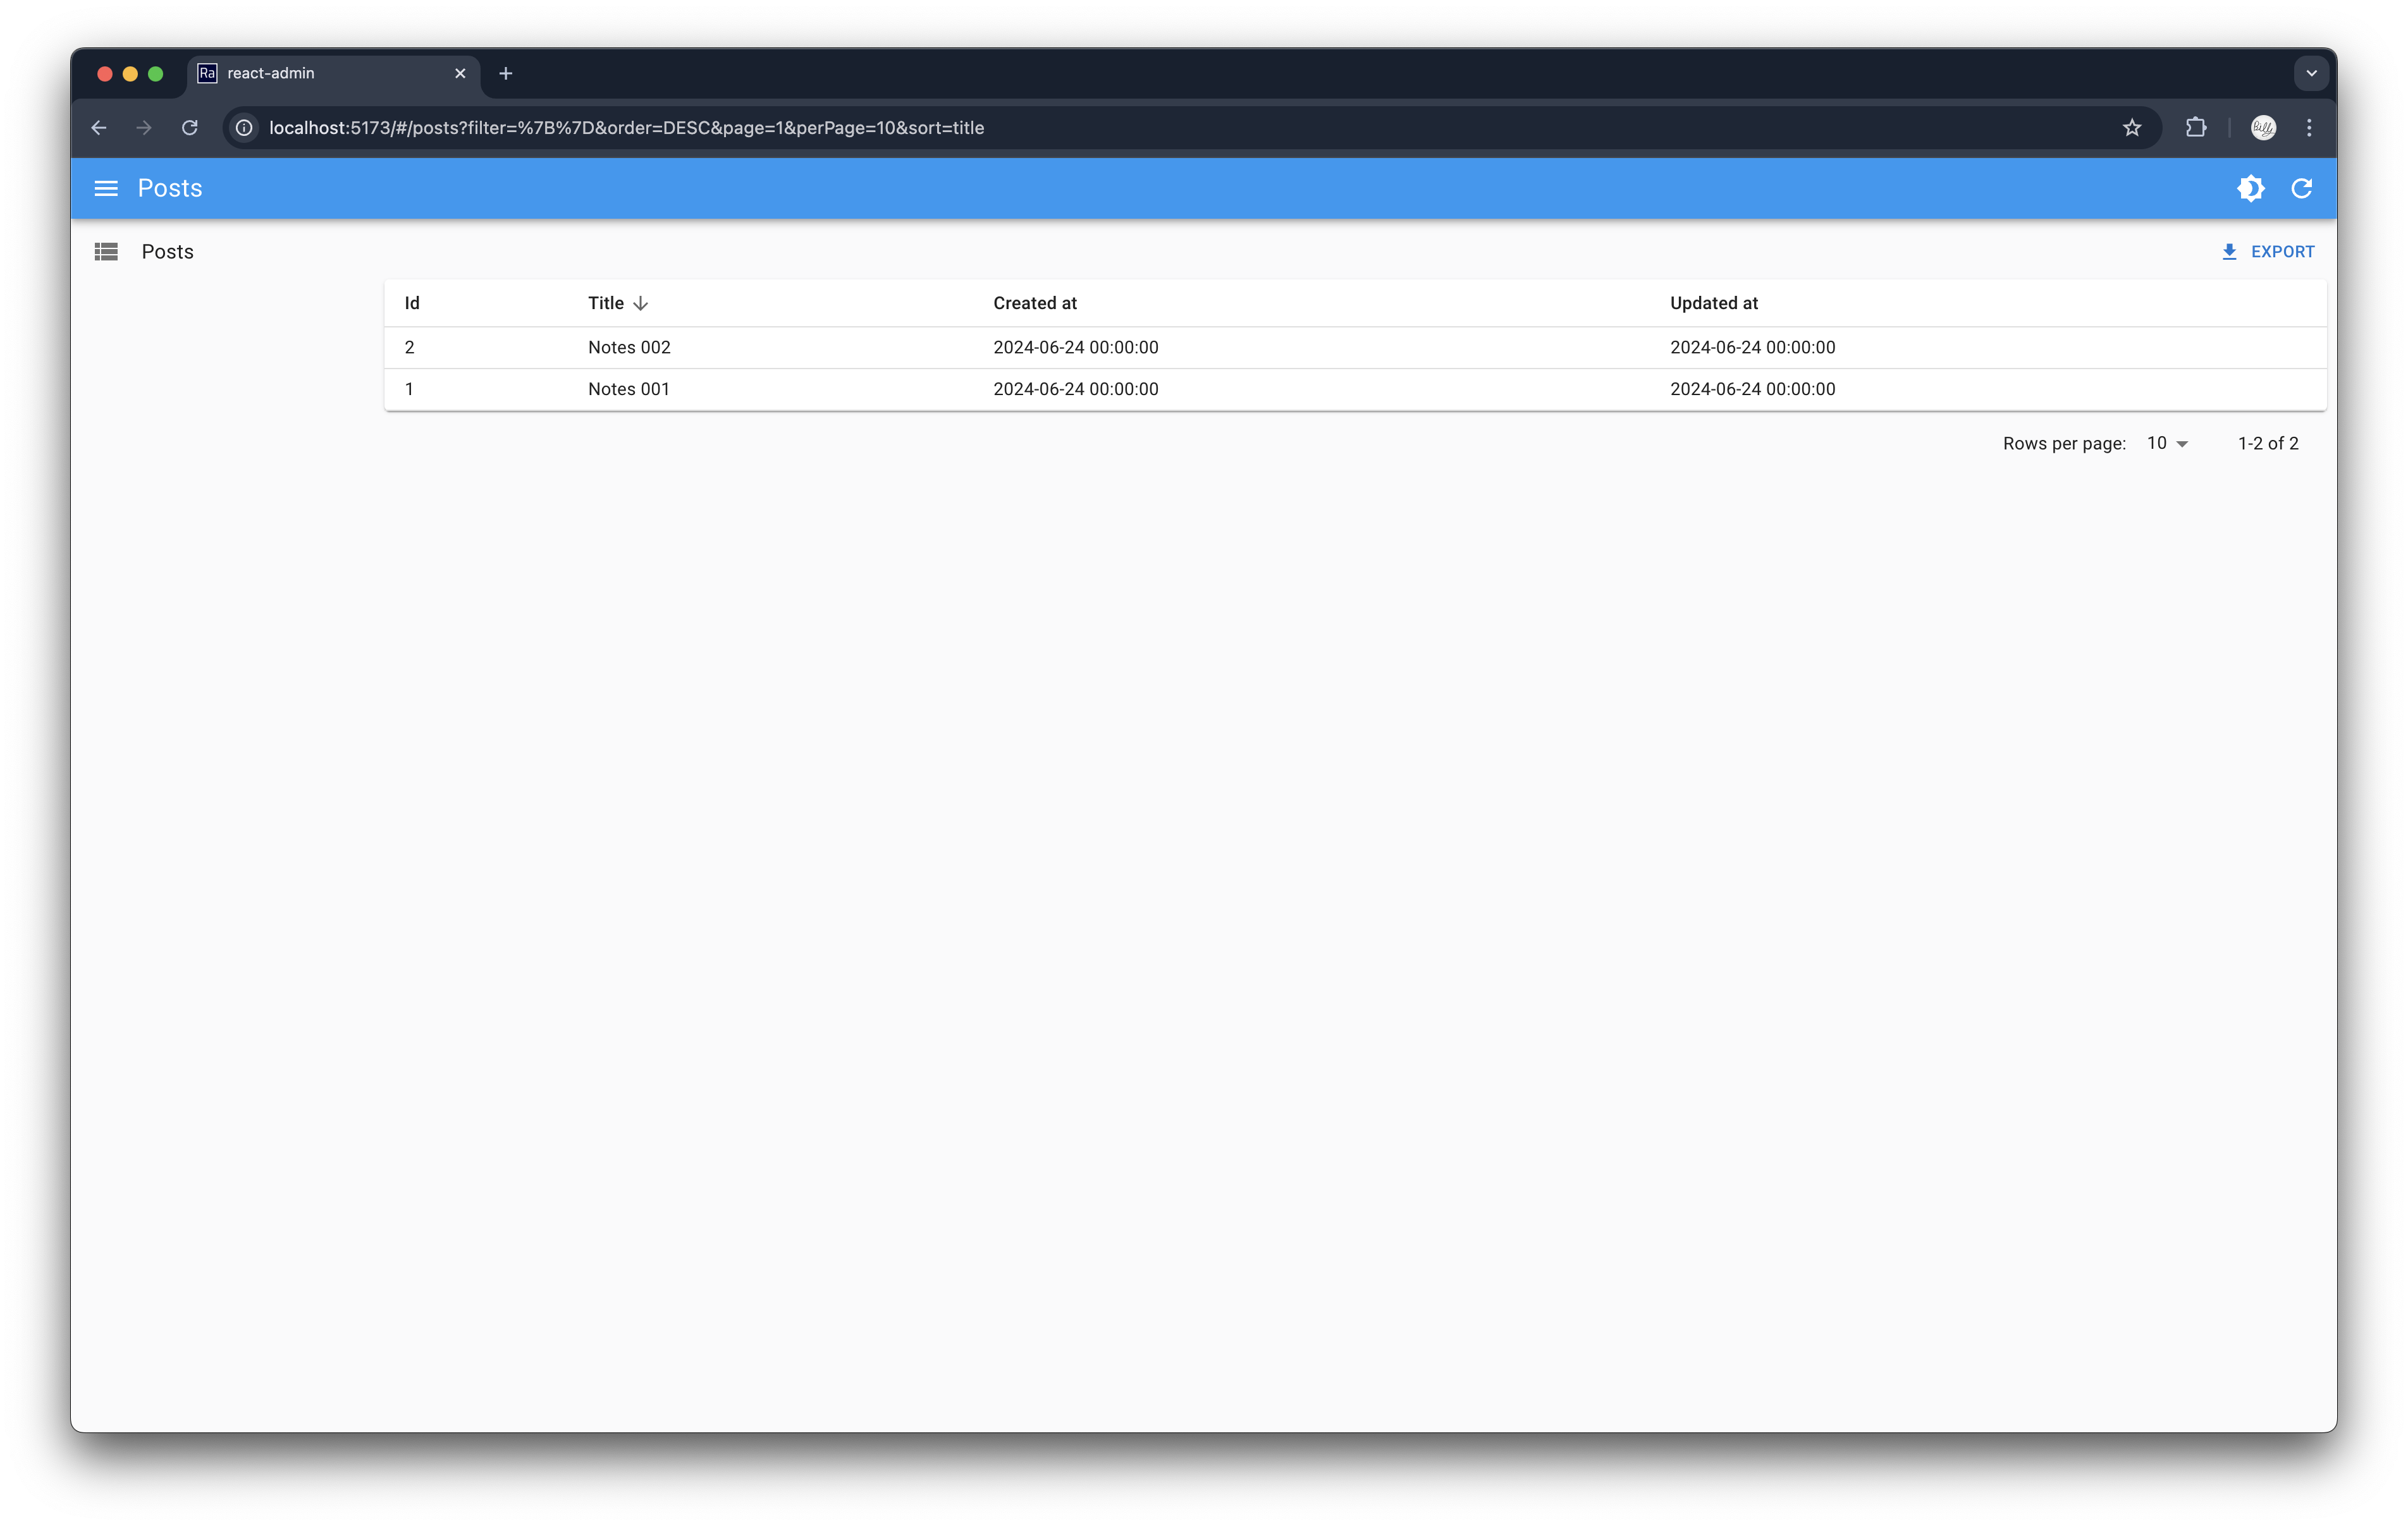 Ra react-admin
localhost:5173/#/posts?filter=%7B%7D&order=DESC&page=1&perPage=10&sort=title
Billy
Posts
Posts
EXPORT
Id Title Created at Updated at
2 Notes 002 2024-06-24 00:00:00 2024-06-24 00:00:00
1 Notes 001 2024-06-24 00:00:00 2024-06-24 00:00:00
Rows per page: 10 1-2 of 2